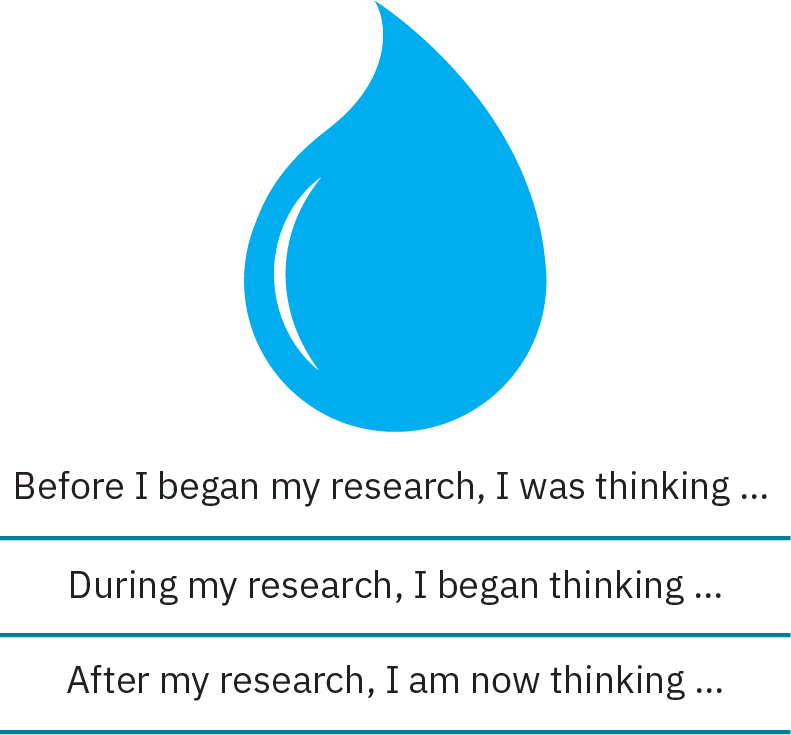 Before I began my research, I was thinking ...
During my research, I began thinking ...
After my research, I am now thinking ...